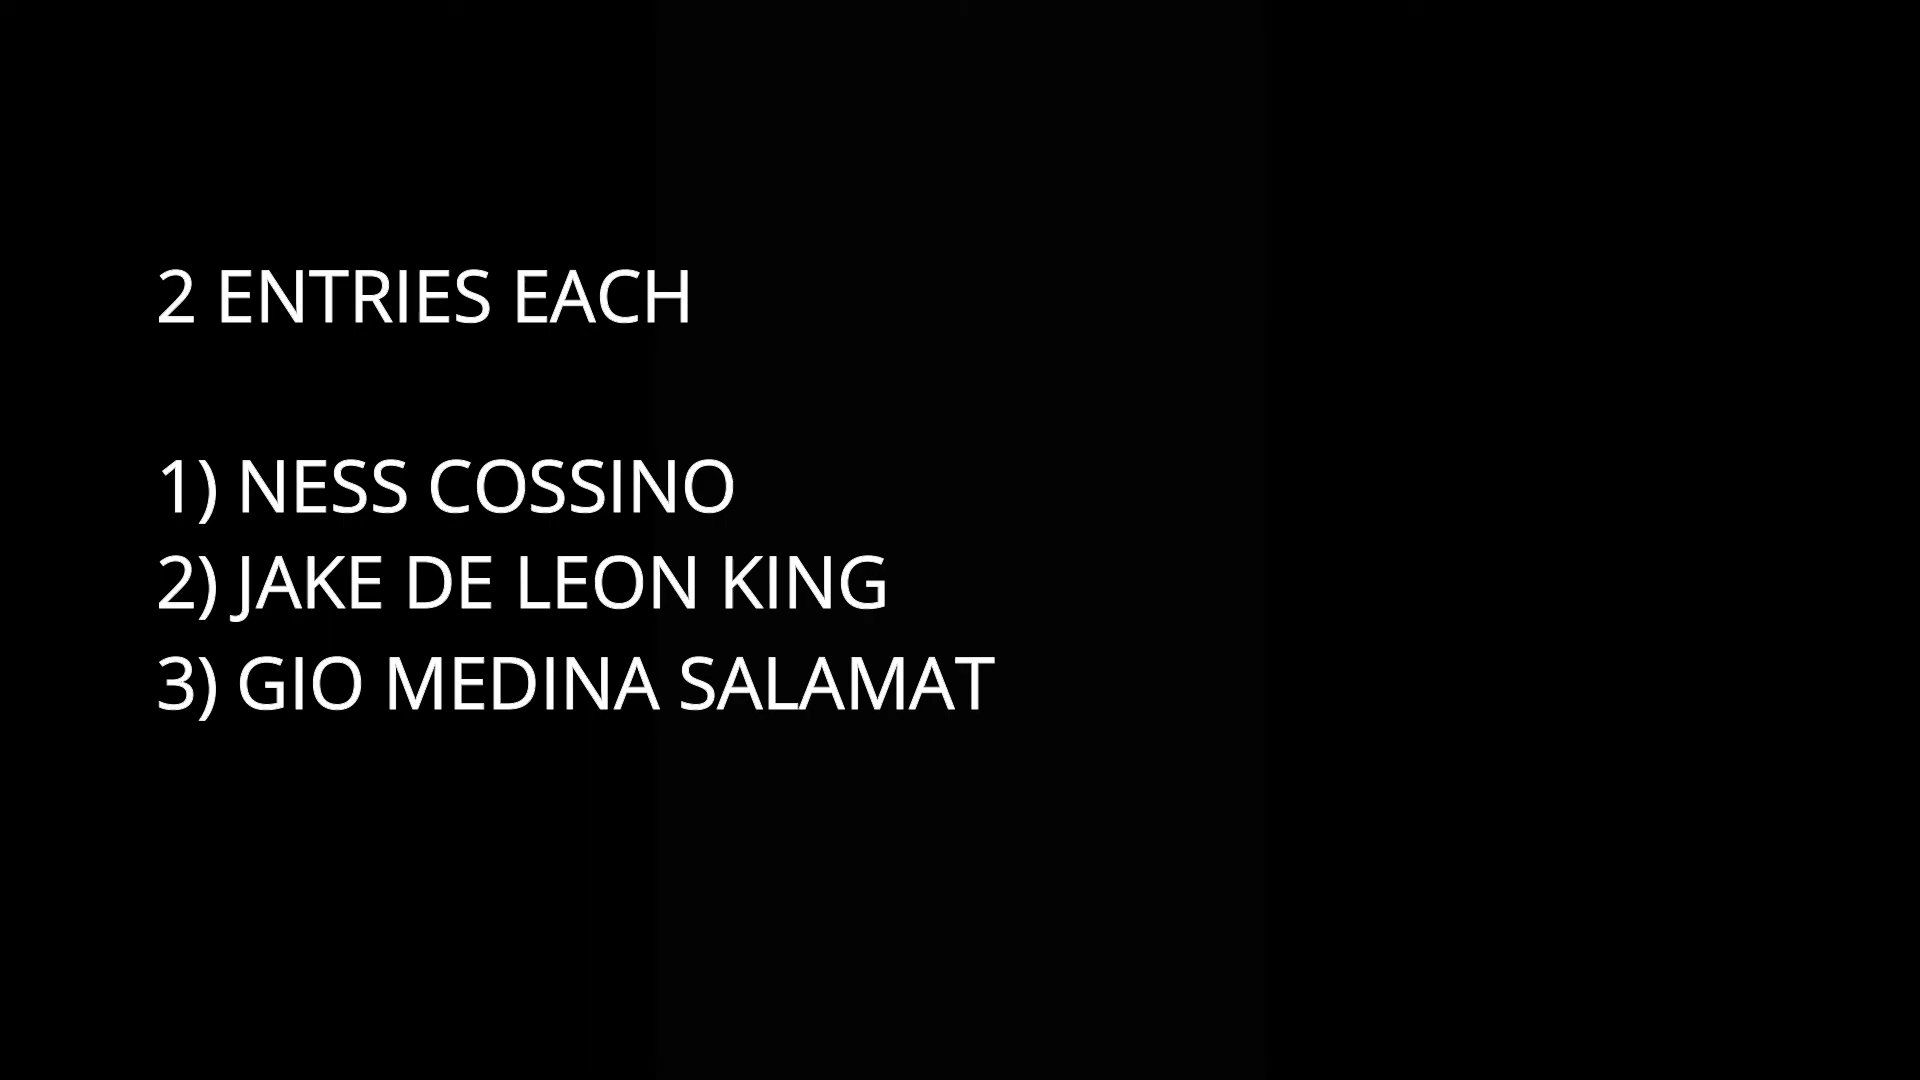 2 ENTRIES EACH
1) NESS COSSINO
2) JAKE DE LEON KING
3) GIO MEDINA SALAMAT